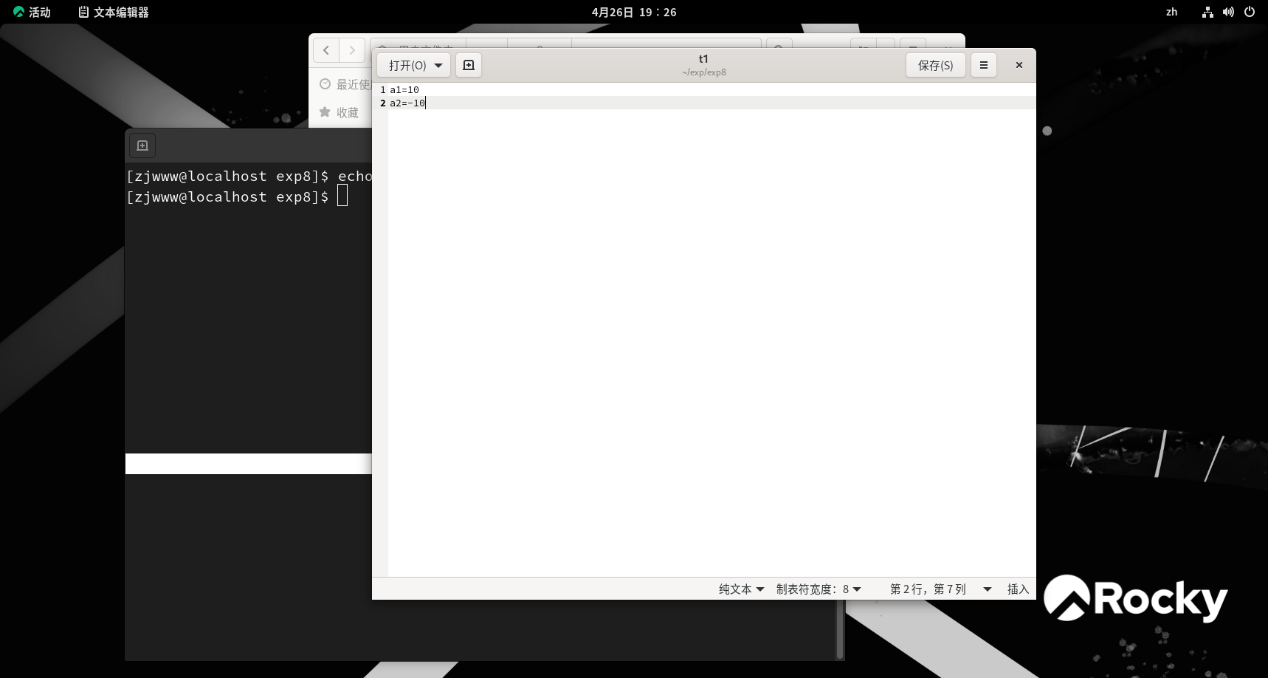 活动 文本编辑器 4月26日 19：26 zh
t1
打开(O) 保存(S)
~/exp/exp8
最近使
收藏
1 a1=10
2 a2=-10
[zjwww@localhost exp8]$ echo
[zjwww@localhost exp8]$
纯文本 制表符宽度：8 第 2 行，第 7 列 插入
Rocky